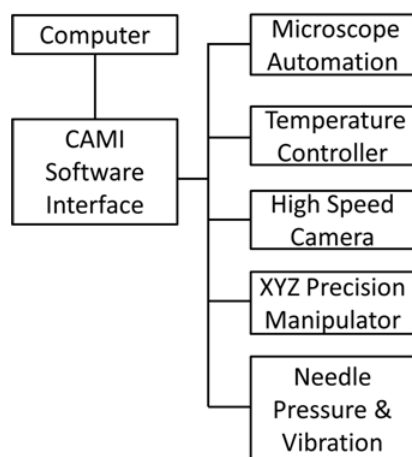 Computer
CAMI
Software
Interface
Microscope
Automation
Temperature
Controller
High Speed
Camera
XYZ Precision
Manipulator
Needle
Pressure &
Vibration